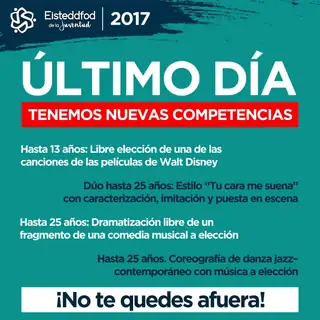 Eisteddfod
de la Juventud
2017
ÚLTIMO DÍA
TENEMOS NUEVAS COMPETENCIAS
Hasta 13 años: Libre elección de una de las
canciones de las películas de Walt Disney
Dúo hasta 25 años: Estilo "Tu cara me suena"
con caracterización, imitación y puesta en escena
Hasta 25 años: Dramatización libre de un
fragmento de una comedia musical a elección
Hasta 25 años. Coreografía de danza jazz-
contemporáneo con música a elección
¡No te quedes afuera!